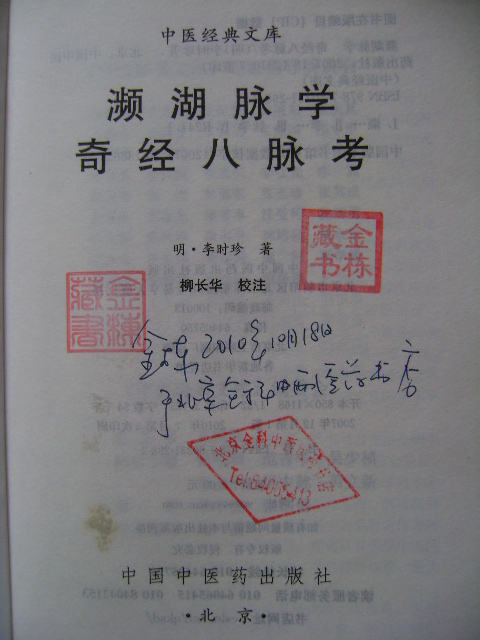 中医经典文库
濒湖脉学
奇经八脉考
明·李时珍 著
柳长华 校注
金栋
藏书
金栋
藏书
金栋 2010年10月18日
于北京金科中医医药书店
北京金科中医医药书店
中国中医药出版社
·北京·